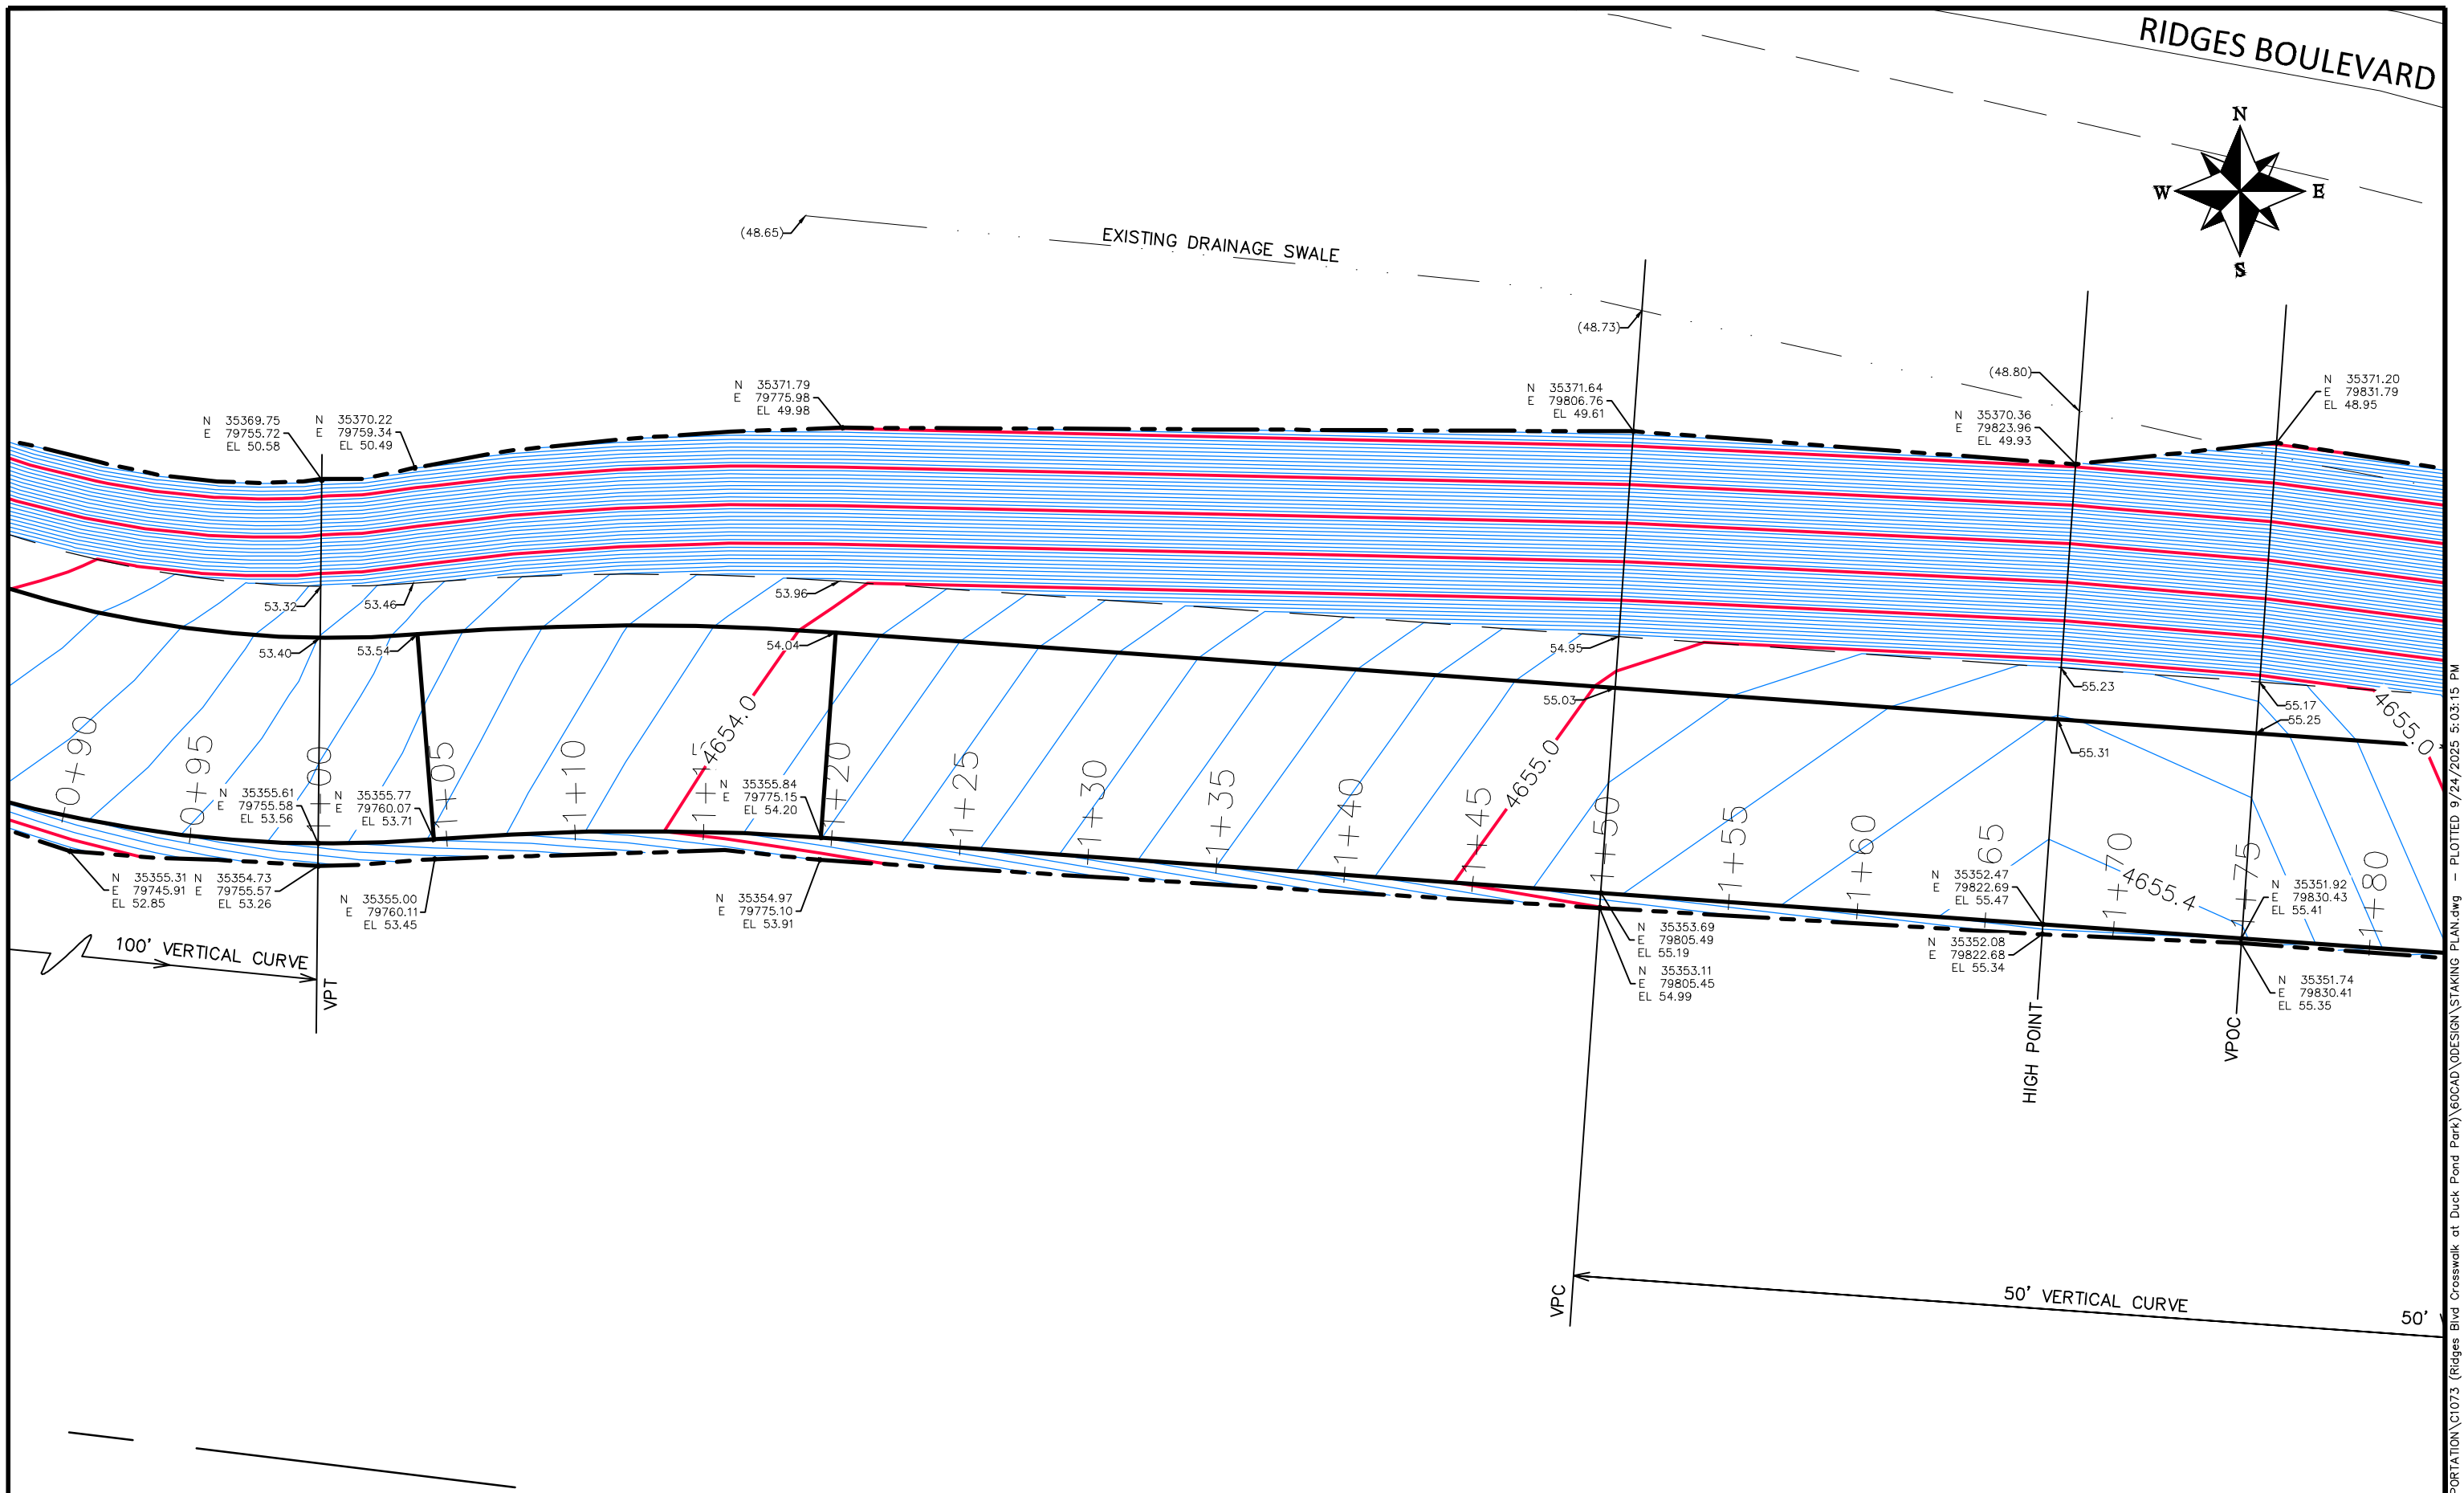 RIDGES BOULEVARD
N
W
E
S
(48.65)
EXISTING DRAINAGE SWALE
(48.73)
(48.80)
N 35371.20
E 79831.79
EL 48.95
N 35371.79
E 79775.98
EL 49.98
N 35371.64
E 79806.76
EL 49.61
N 35370.36
E 79823.96
EL 49.93
N 35369.75
E 79755.72
EL 50.58
N 35370.22
E 79759.34
EL 50.49
53.32
53.46
53.96
53.40
53.54
54.04
54.95
55.03
55.23
55.17
55.25
55.31
4654.0
4655.0
4655.0
4655.4
0+90
0+95
1+00
1+05
1+10
1+15
1+20
1+25
1+30
1+35
1+40
1+45
1+50
1+55
1+60
65
1+70
1+75
1+80
N 35355.61
E 79755.58
EL 53.56
N 35355.77
E 79760.07
EL 53.71
N 35355.84
E 79775.15
EL 54.20
N 35355.31
E 79745.91
EL 52.85
N 35354.73
E 79755.57
EL 53.26
N 35355.00
E 79760.11
EL 53.45
N 35354.97
E 79775.10
EL 53.91
N 35353.69
E 79805.49
EL 55.19
N 35353.11
E 79805.45
EL 54.99
N 35352.47
E 79822.69
EL 55.47
N 35352.08
E 79822.68
EL 55.34
N 35351.92
E 79830.43
EL 55.41
N 35351.74
E 79830.41
EL 55.35
100' VERTICAL CURVE
VPT
VPC
HIGH POINT
VPOC
50' VERTICAL CURVE
50'
PORTATION\C1073 (Ridges Blvd Crosswalk at Duck Pond Park)\60CAD\0DESIGN\STAKING PLAN.dwg - PLOTTED 9/24/2025 5:03:15 PM